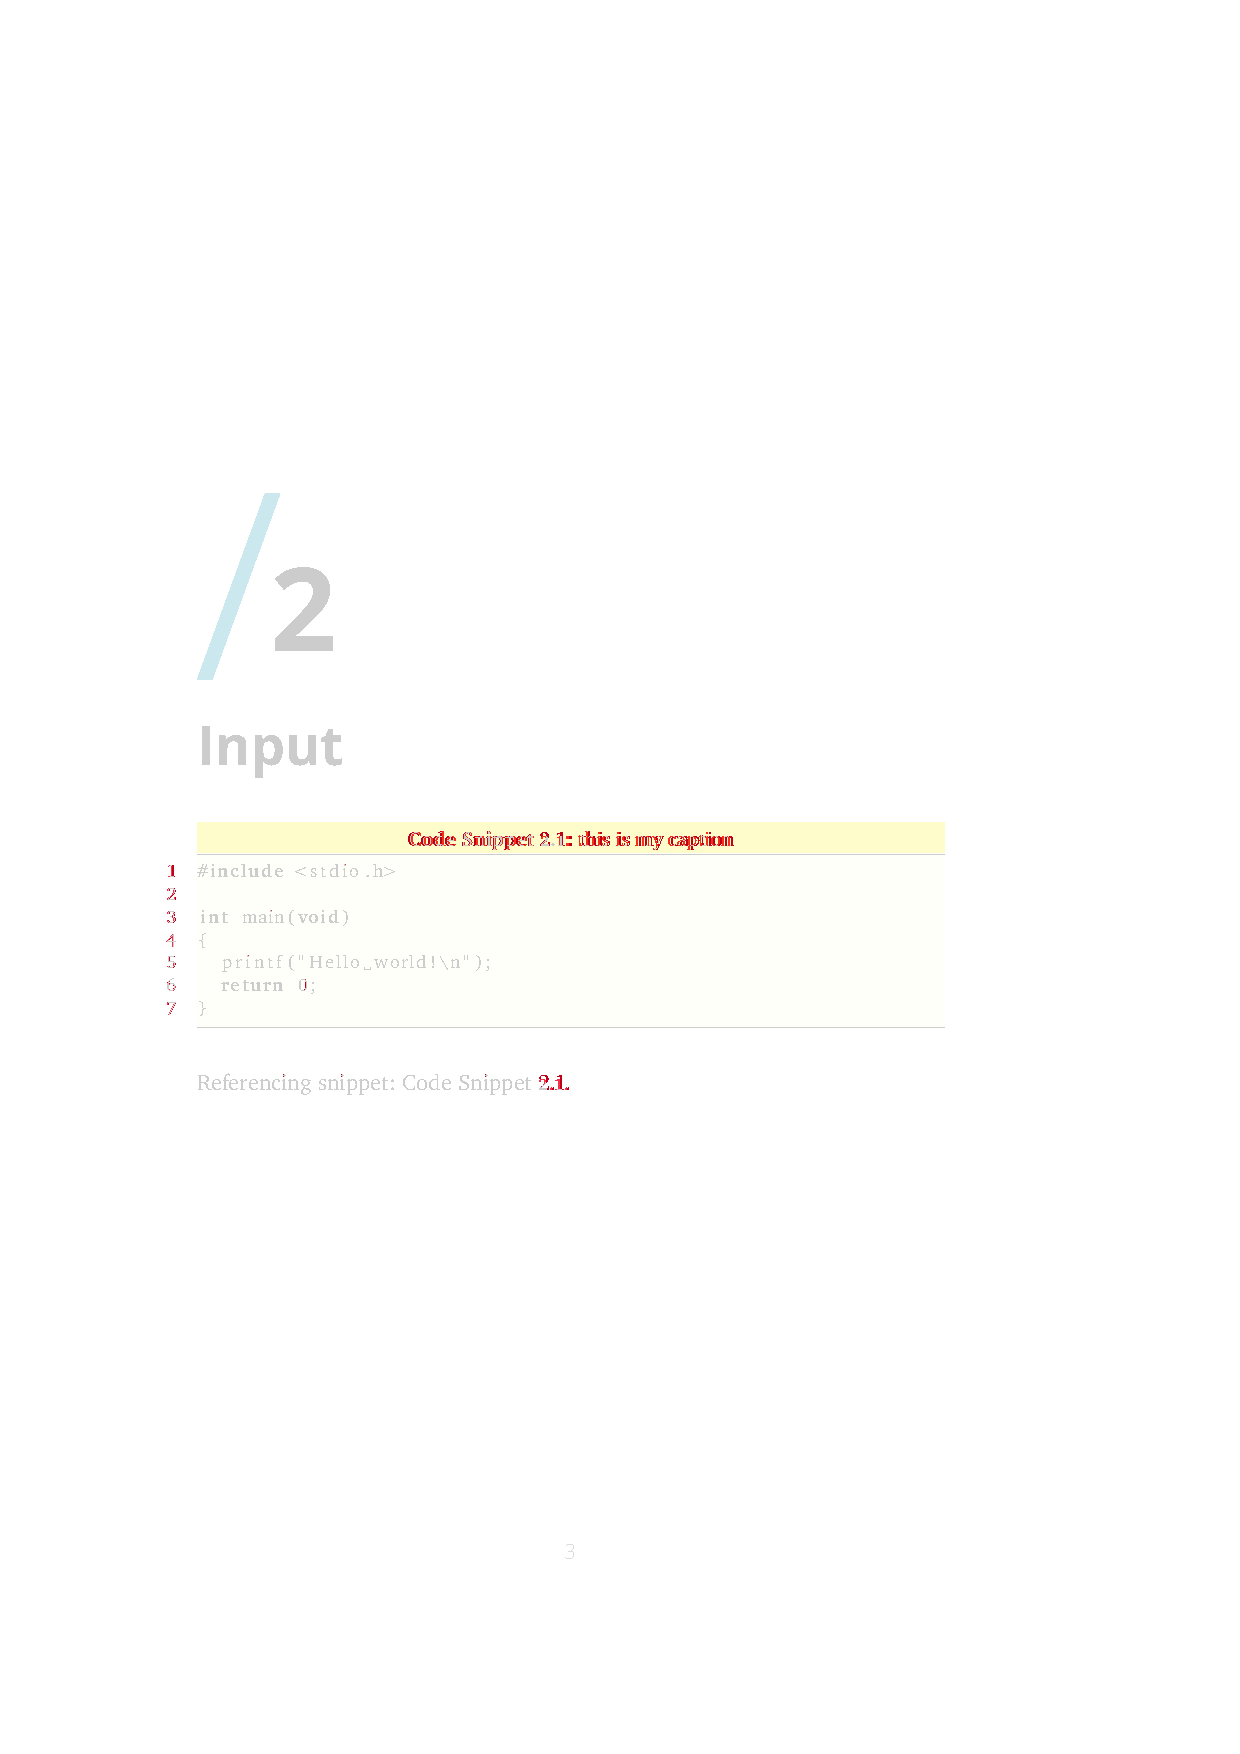 /2
Input
Code Snippet 2.1: this is my caption
1 #include <stdio.h>
2
3 int main(void)
4 {
5 printf("Hello␣world!\n");
6 return 0;
7 }
Referencing snippet: Code Snippet 2.1.
3